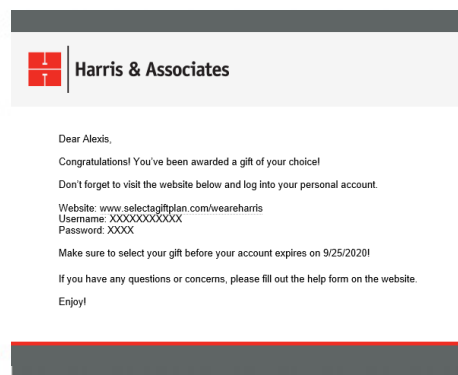 Harris & Associates
Dear Alexis,
Congratulations! You've been awarded a gift of your choice!
Don't forget to visit the website below and log into your personal account.
Website: www.selectagiftplan.com/weareharris
Username: XXXXXXXXXXX
Password: XXXX
Make sure to select your gift before your account expires on 9/25/2020!
If you have any questions or concerns, please fill out the help form on the website.
Enjoy!